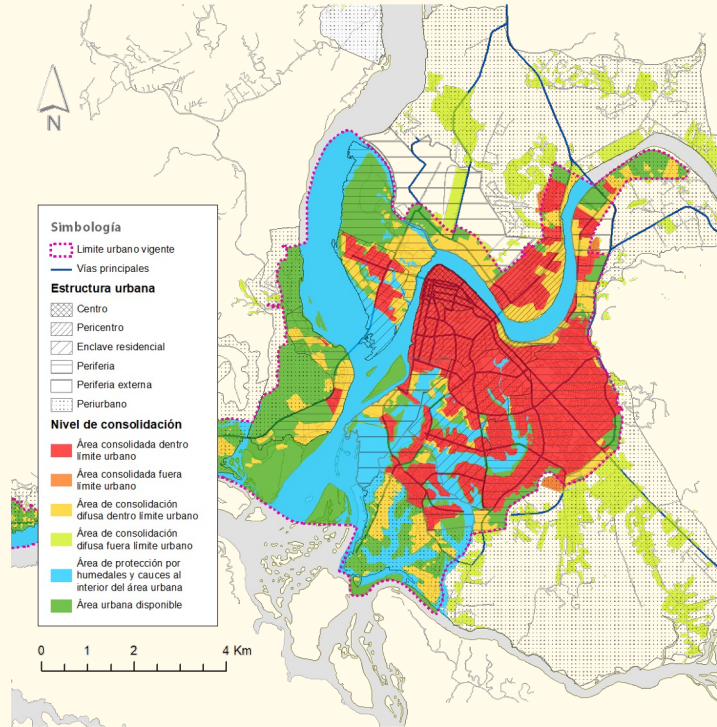 N
Simbología
Limite urbano vigente
Vías principales
Estructura urbana
Centro
Pericentro
Enclave residencial
Periferia
Periferia externa
Periurbano
Nivel de consolidación
Área consolidada dentro
límite urbano
Área consolidada fuera
límite urbano
Área de consolidación
difusa dentro límite urbano
Área de consolidación
difusa fuera límite urbano
Área de protección por
humedales y cauces al
interior del área urbana
Área urbana disponible
0 1 2 4 Km